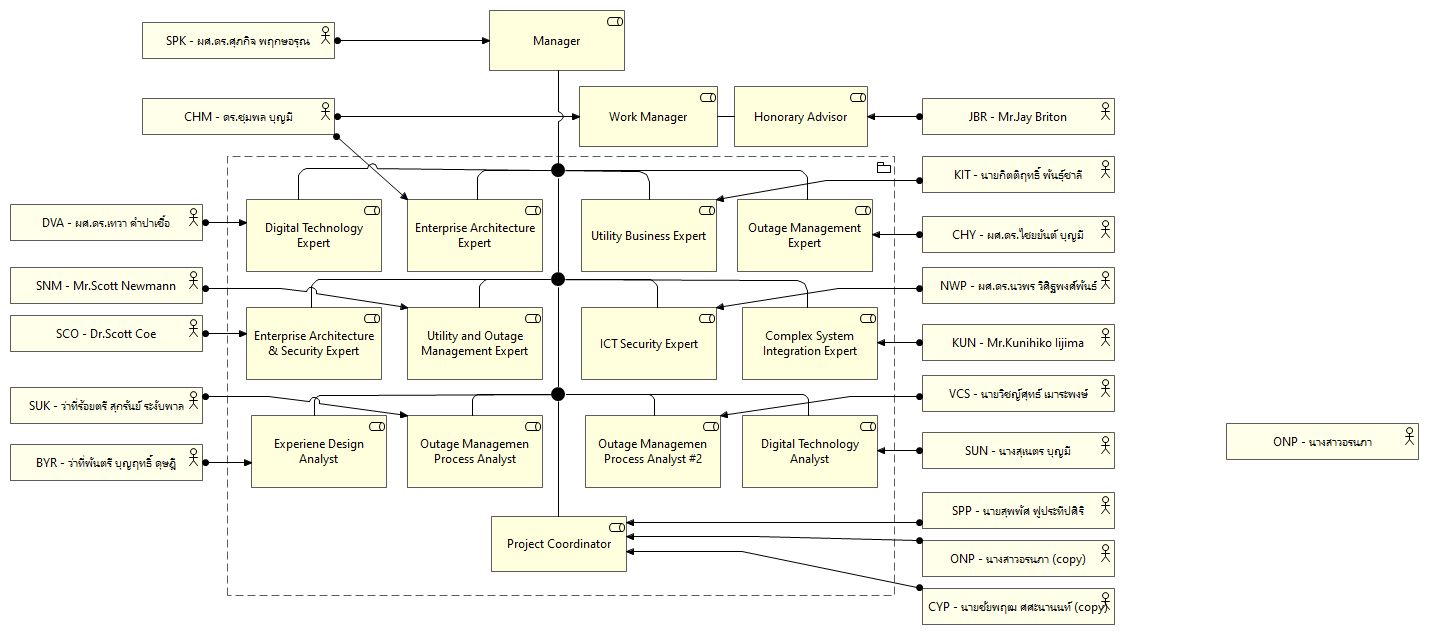 Manager
SPK - ผศ.ดร.ศุภกิจ พฤกษอรุณ
CHM - ดร.ชุมพล บุญมี
Work Manager
Honorary Advisor
JBR - Mr.Jay Briton
KIT - นายกิตติฤทธิ์ พันธุ์ชาลี
DVA - ผศ.ดร.เทวา คำปาเชื้อ
Digital Technology
Expert
Enterprise Architecture
Expert
Utility Business Expert
Outage Management
Expert
CHY - ผศ.ดร.ไชยยันต์ บุญมี
SNM - Mr.Scott Newmann
NWP - ผศ.ดร.นวพร วิศิฐพงศ์พันธ์
SCO - Dr.Scott Coe
Enterprise Architecture
& Security Expert
Utility and Outage
Management Expert
ICT Security Expert
Complex System
Integration Expert
KUN - Mr.Kunihiko Iijima
SUK - ว่าที่ร้อยตรี สุกรันย์ ระงับพาล
VCS - นายวิชญ์ศุทธ์ เมาระพงษ์
BYR - ว่าที่พันตรี บุญฤทธิ์ ดุษฎี
Experiene Design
Analyst
Outage Managemen
Process Analyst
Outage Managemen
Process Analyst #2
Digital Technology
Analyst
SUN - นางสุเนตร บุญมี
ONP - นางสาวอรนภา
SPP - นายสุพพัศ ฟูประทีปศิริ
Project Coordinator
ONP - นางสาวอรนภา (copy)
CYP - นายชัยพฤฒ ศศะนานนท์ (copy)